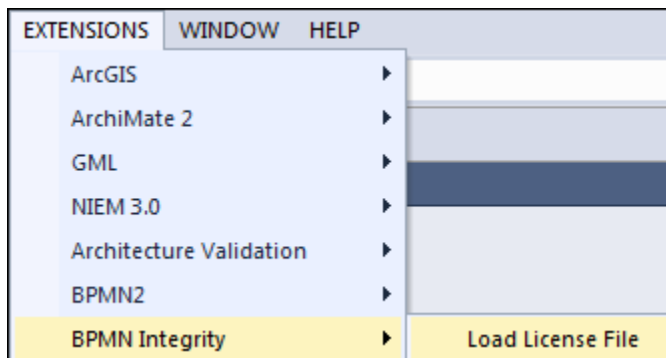 EXTENSIONS WINDOW HELP
ArcGIS
ArchiMate 2
GML
NIEM 3.0
Architecture Validation
BPMN2
BPMN Integrity Load License File